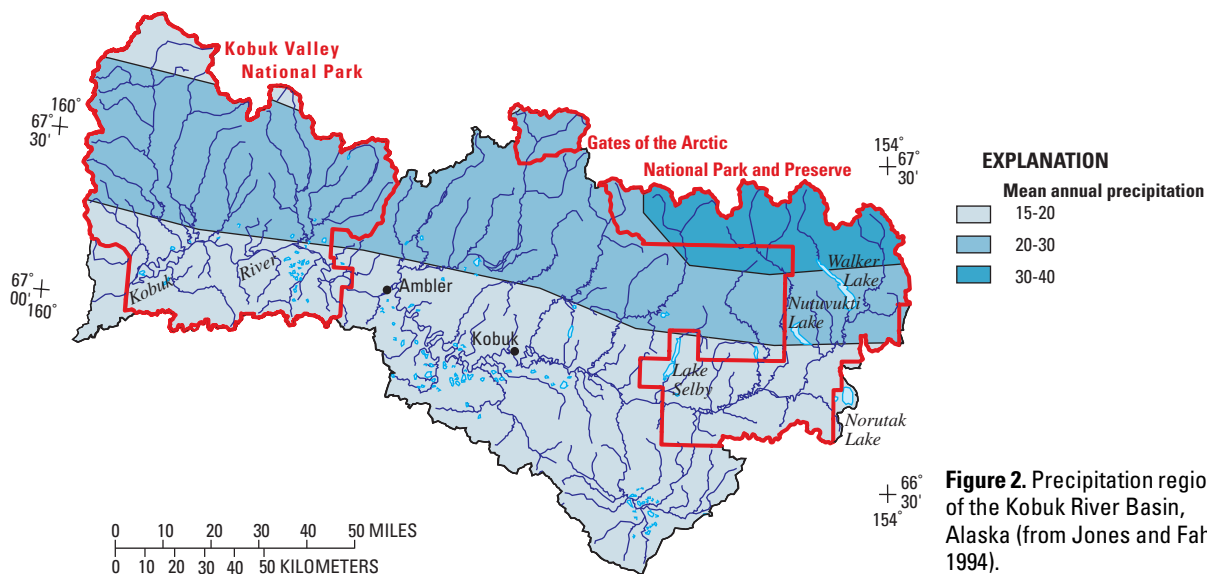 Kobuk Valley
National Park
160°
67°
30'
Gates of the Arctic
National Park and Preserve
154°
67°
30'
EXPLANATION
Mean annual precipitation
15-20
20-30
30-40
Walker
Lake
Kobuk River
67°
00'
160°
Ambler
Nutuvukti
Lake
Kobuk
Lake
Selby
Norutak
Lake
66°
30'
154°
Figure 2. Precipitation regio
of the Kobuk River Basin,
Alaska (from Jones and Fah
1994).
0 10 20 30 40 50 MILES
0 10 20 30 40 50 KILOMETERS